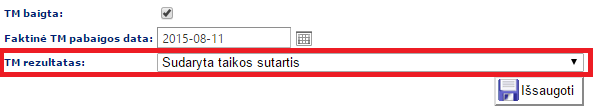 TM baigta:
Faktinė TM pabaigos data: 2015-08-11
TM rezultatas: Sudaryta taikos sutartis
Išsaugoti